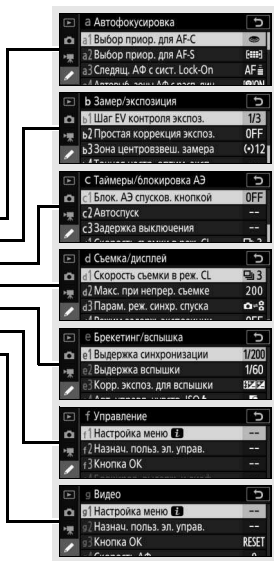 a Автофокусировка
a1 Выбор приор. для AF-C
a2 Выбор приор. для AF-S
a3 Следящ. АФ с сист. Lock-On AF
b Замер/экспозиция
b1 Шаг EV контроля экспоз. 1/3
b2 Простая коррекция экспоз. OFF
b3 Зона центровзвеш. замера (•)12
c Таймеры/блокировка АЭ
c1 Блок. АЭ спусков. кнопкой OFF
c2 Автоспуск --
c3 Задержка выключения --
d Съемка/дисплей
d1 Скорость съемки в реж. CL 3
d2 Макс. при непрер. съемке 200
d3 Парам. реж. синхр. спуска
e Брекетинг/вспышка
e1 Выдержка синхронизации 1/200
e2 Выдержка вспышки 1/60
e3 Корр. экспоз. для вспышки
f Управление
f1 Настройка меню i --
f2 Назнач. польз. эл. управ. --
f3 Кнопка OK --
g Видео
g1 Настройка меню i --
g2 Назнач. польз. эл. управ. --
g3 Кнопка OK RESET